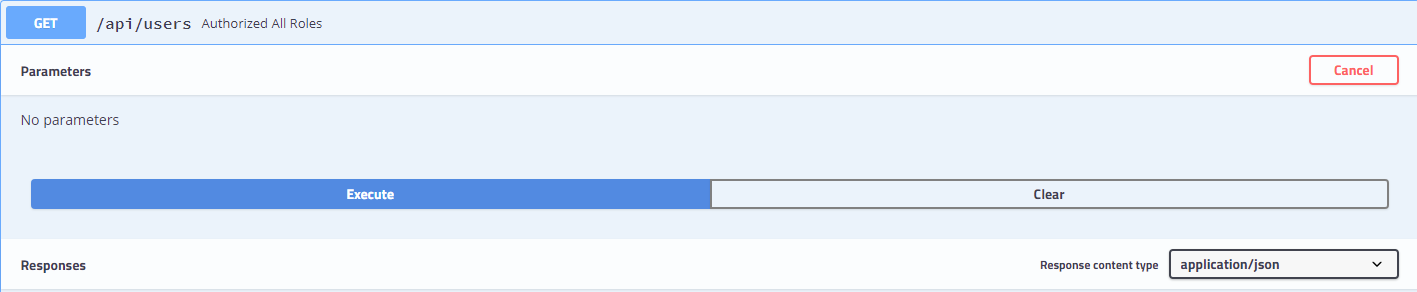 GET /api/users Authorized All Roles
Parameters Cancel
No parameters
Execute Clear
Responses Response content type application/json